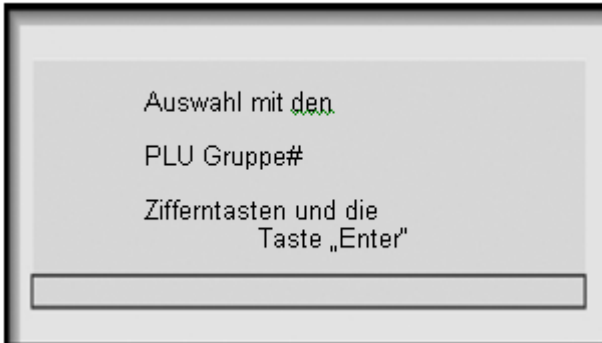 Auswahl mit den
PLU Gruppe#
Zifferntasten und die
Taste „Enter"